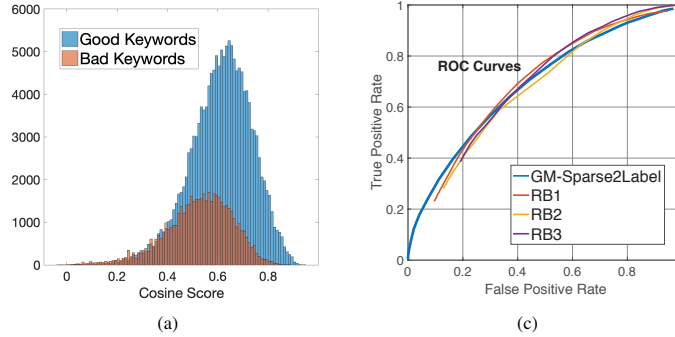 6000
5000
4000
3000
2000
1000
0
Good Keywords
Bad Keywords
0 0.2 0.4 0.6 0.8
Cosine Score
(a)
1
0.8
0.6
0.4
0.2
0
True Positive Rate
ROC Curves
GM-Sparse2Label
RB1
RB2
RB3
0 0.2 0.4 0.6 0.8
False Positive Rate
(c)